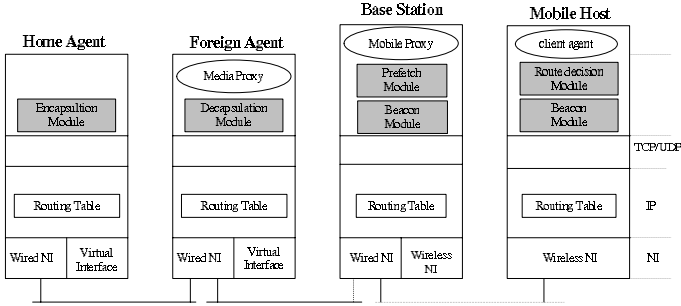 Base Station
Mobile Host
Home Agent
Foreign Agent
Mobile Proxy
client agent
Media Proxy
Prefetch
Module
Route decision
Module
Encapsultion
Module
Decapsulation
Module
Beacon
Module
Beacon
Module
TCP/UDP
Routing Table
Routing Table
Routing Table
Routing Table
IP
Wired NI
Virtual
Interface
Wired NI
Virtual
Interface
Wired NI
Wireless
NI
Wireless NI
NI